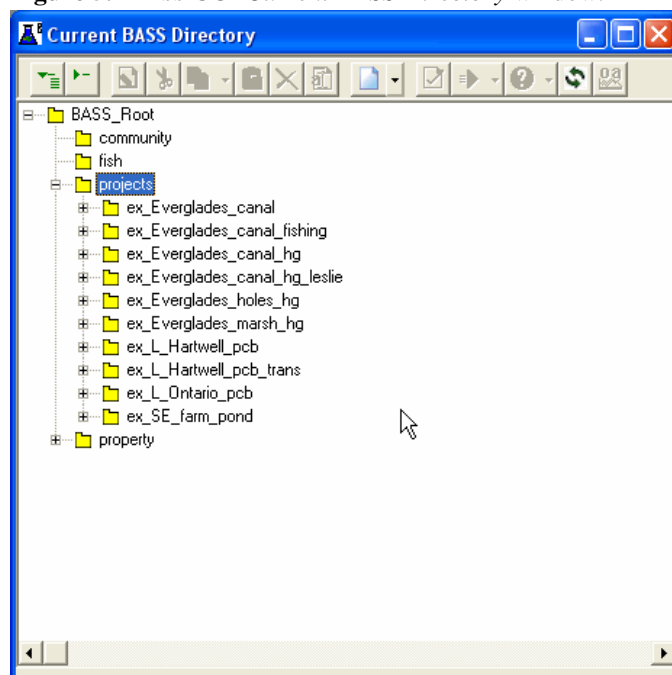 Current BASS Directory
BASS_Root
community
fish
projects
ex_Everglades_canal
ex_Everglades_canal_fishing
ex_Everglades_canal_hg
ex_Everglades_canal_hg_leslie
ex_Everglades_holes_hg
ex_Everglades_marsh_hg
ex_L_Hartwell_pcb
ex_L_Hartwell_pcb_trans
ex_L_Ontario_pcb
ex_SE_farm_pond
property